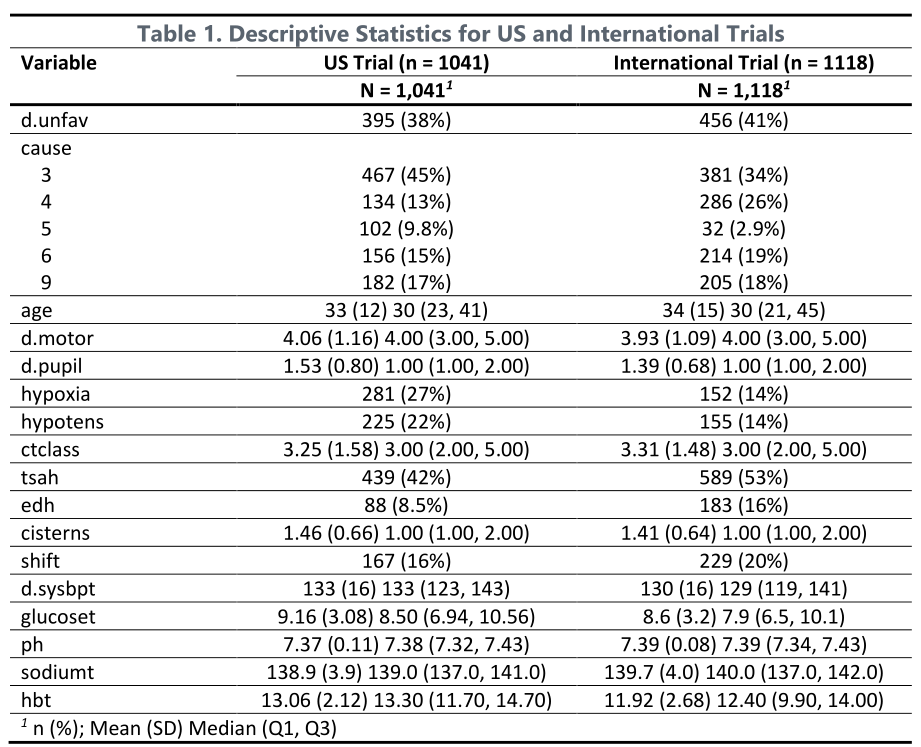 Table 1. Descriptive Statistics for US and International Trials
Variable US Trial (n = 1041) International Trial (n = 1118)
N = 1,041¹ N = 1,118¹
d.unfav 395 (38%) 456 (41%)
cause
3 467 (45%) 381 (34%)
4 134 (13%) 286 (26%)
5 102 (9.8%) 32 (2.9%)
6 156 (15%) 214 (19%)
9 182 (17%) 205 (18%)
age 33 (12) 30 (23, 41) 34 (15) 30 (21, 45)
d.motor 4.06 (1.16) 4.00 (3.00, 5.00) 3.93 (1.09) 4.00 (3.00, 5.00)
d.pupil 1.53 (0.80) 1.00 (1.00, 2.00) 1.39 (0.68) 1.00 (1.00, 2.00)
hypoxia 281 (27%) 152 (14%)
hypotens 225 (22%) 155 (14%)
ctclass 3.25 (1.58) 3.00 (2.00, 5.00) 3.31 (1.48) 3.00 (2.00, 5.00)
tsah 439 (42%) 589 (53%)
edh 88 (8.5%) 183 (16%)
cisterns 1.46 (0.66) 1.00 (1.00, 2.00) 1.41 (0.64) 1.00 (1.00, 2.00)
shift 167 (16%) 229 (20%)
d.sysbpt 133 (16) 133 (123, 143) 130 (16) 129 (119, 141)
glucoset 9.16 (3.08) 8.50 (6.94, 10.56) 8.6 (3.2) 7.9 (6.5, 10.1)
ph 7.37 (0.11) 7.38 (7.32, 7.43) 7.39 (0.08) 7.39 (7.34, 7.43)
sodiumt 138.9 (3.9) 139.0 (137.0, 141.0) 139.7 (4.0) 140.0 (137.0, 142.0)
hbt 13.06 (2.12) 13.30 (11.70, 14.70) 11.92 (2.68) 12.40 (9.90, 14.00)
¹ n (%); Mean (SD) Median (Q1, Q3)